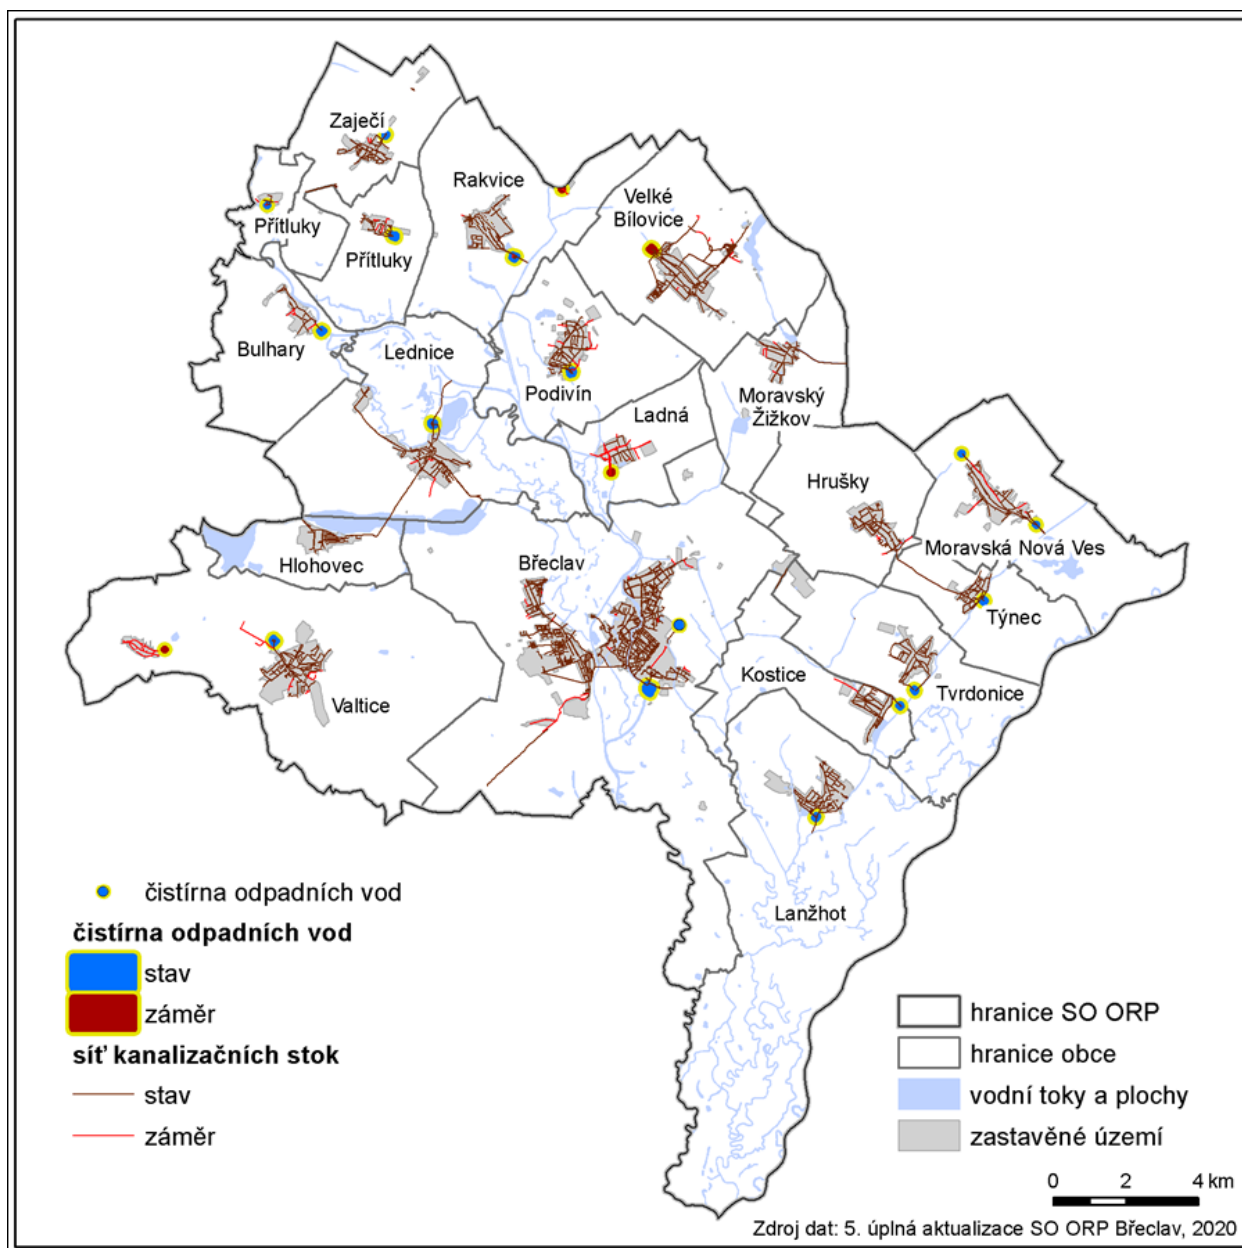 Zaječí
Rakvice
Velké
Bílovice
Přítluky
Přítluky
Bulhary
Lednice
Podivín
Moravský
Žižkov
Ladná
Hrušky
Moravská Nová Ves
Hlohovec
Břeclav
Týnec
Kostice
Tvrdonice
Valtice
Lanžhot
čistírna odpadních vod
čistírna odpadních vod
stav
záměr
síť kanalizačních stok
stav
záměr
hranice SO ORP
hranice obce
vodní toky a plochy
zastavěné území
0 2 4 km
Zdroj dat: 5. úplná aktualizace SO ORP Břeclav, 2020